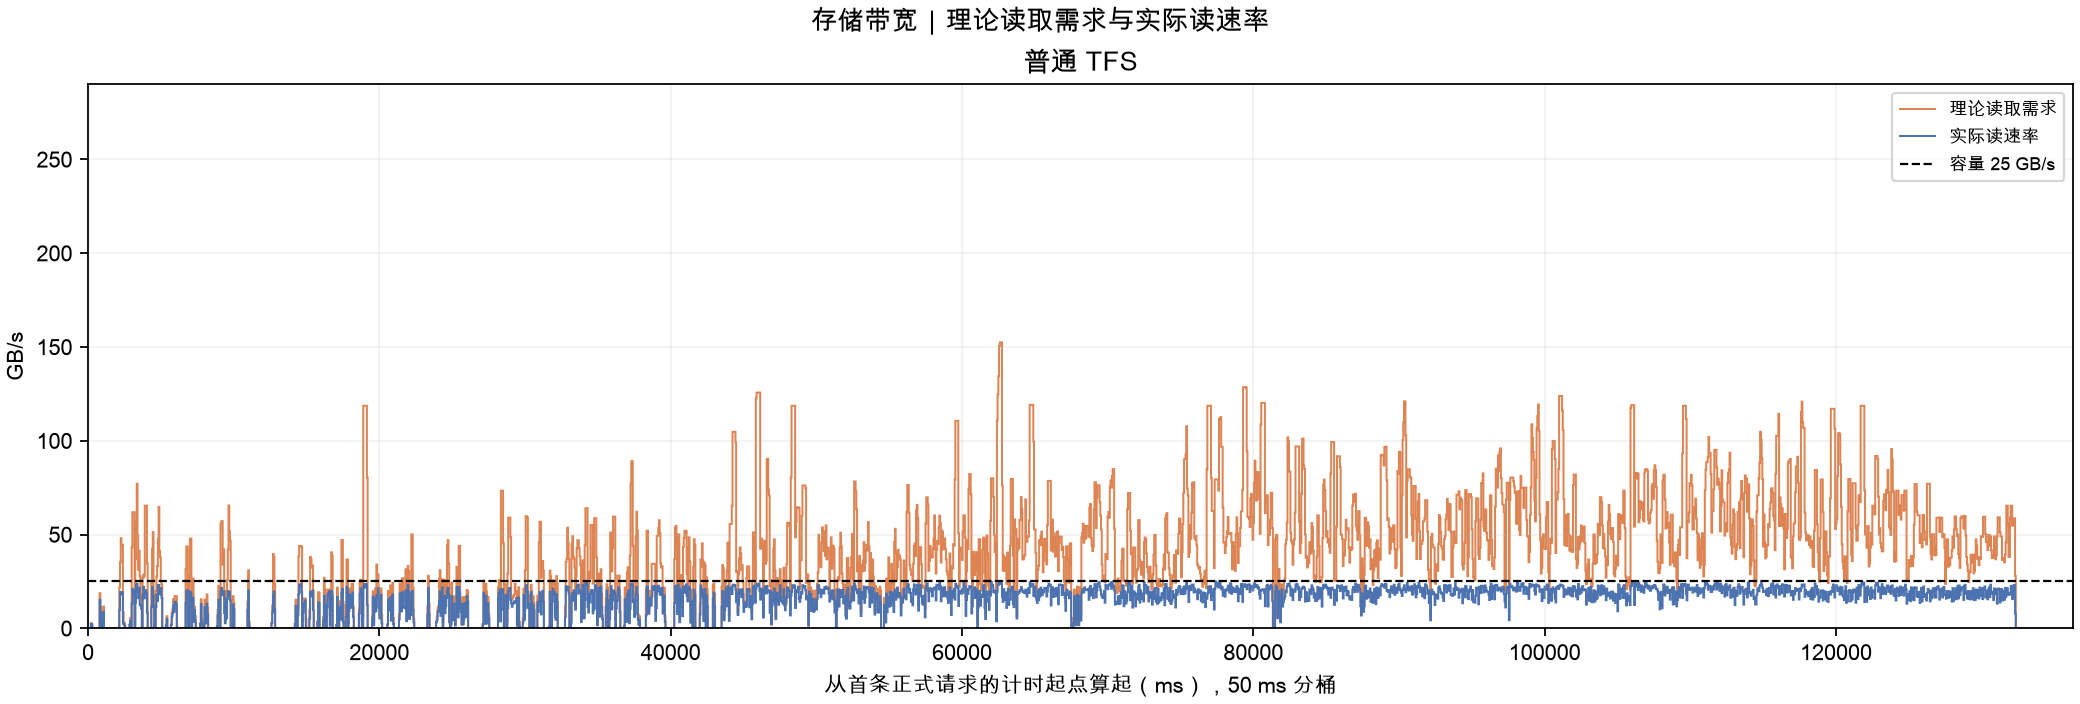 存储带宽 | 理论读取需求与实际读速率
普通 TFS
理论读取需求
实际读速率
容量 25 GB/s
GB/s
250
200
150
100
50
0
0 20000 40000 60000 80000 100000 120000
从首条正式请求的计时起点算起（ms），50 ms 分桶